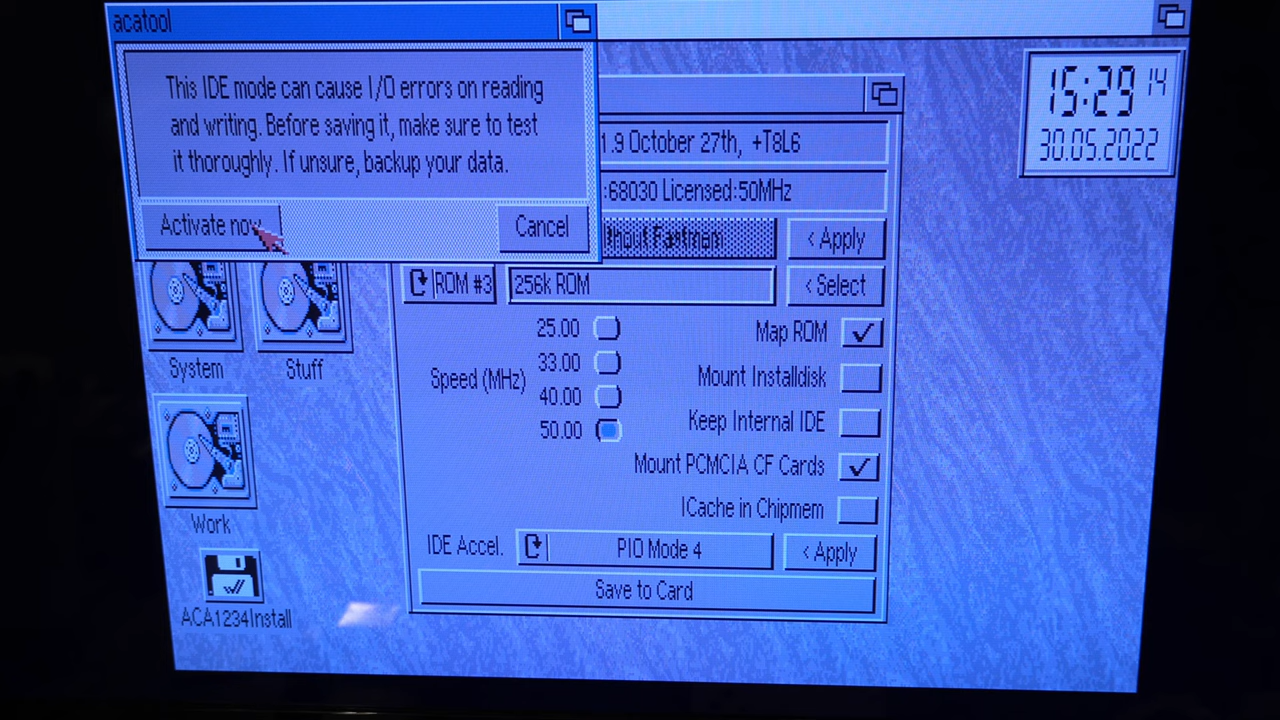 acatool
This IDE mode can cause I/O errors on reading
and writing. Before saving it, make sure to test
it thoroughly. If unsure, backup your data.
Activate now
Cancel
15:29 14
30.05.2022
1.9 October 27th, +T8L6
:68030 Licensed:50MHz
ithout Fastmem
< Apply
ROM #3
256k ROM
< Select
Speed (MHz)
25.00
33.00
40.00
50.00
Map ROM
Mount Installdisk
Keep Internal IDE
Mount PCMCIA CF Cards
ICache in Chipmem
IDE Accel.
PIO Mode 4
< Apply
Save to Card
System
Stuff
Work
ACA1234Install